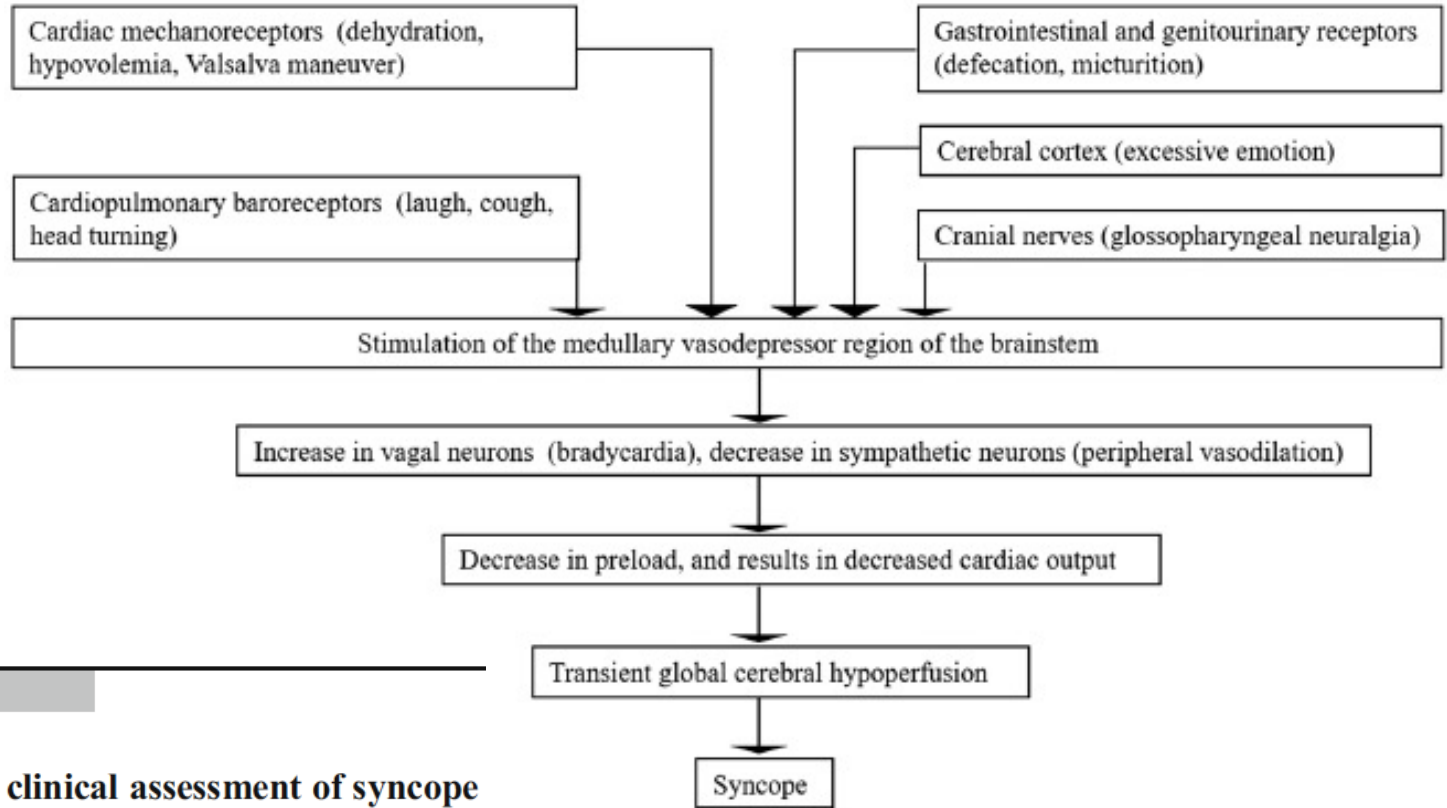 Cardiac mechanoreceptors (dehydration,
hypovolemia, Valsalva maneuver)
Gastrointestinal and genitourinary receptors
(defecation, micturition)
Cerebral cortex (excessive emotion)
Cardiopulmonary baroreceptors (laugh, cough,
head turning)
Cranial nerves (glossopharyngeal neuralgia)
Stimulation of the medullary vasodepressor region of the brainstem
Increase in vagal neurons (bradycardia), decrease in sympathetic neurons (peripheral vasodilation)
Decrease in preload, and results in decreased cardiac output
Transient global cerebral hypoperfusion
Syncope
clinical assessment of syncope